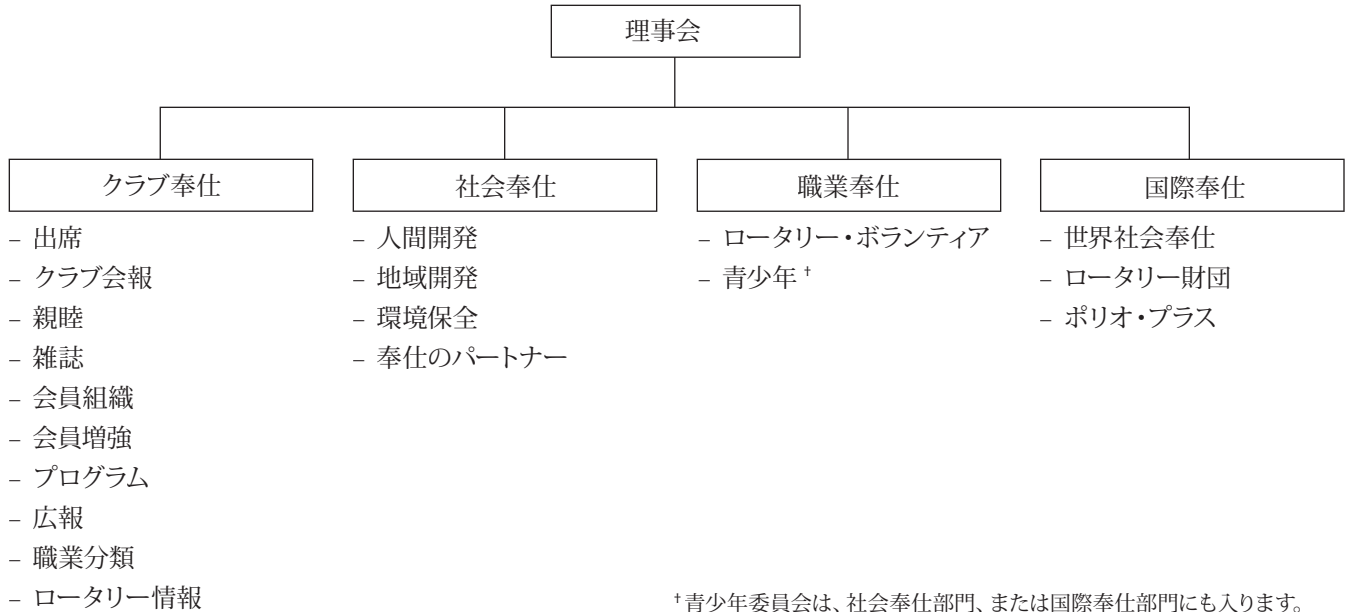 理事会
クラブ奉仕
– 出席
– クラブ会報
– 親睦
– 雑誌
– 会員組織
– 会員増強
– プログラム
– 広報
– 職業分類
– ロータリー情報
社会奉仕
– 人間開発
– 地域開発
– 環境保全
– 奉仕のパートナー
職業奉仕
– ロータリー・ボランティア
– 青少年†
国際奉仕
– 世界社会奉仕
– ロータリー財団
– ポリオ・プラス
†青少年委員会は、社会奉仕部門、または国際奉仕部門にも入ります。